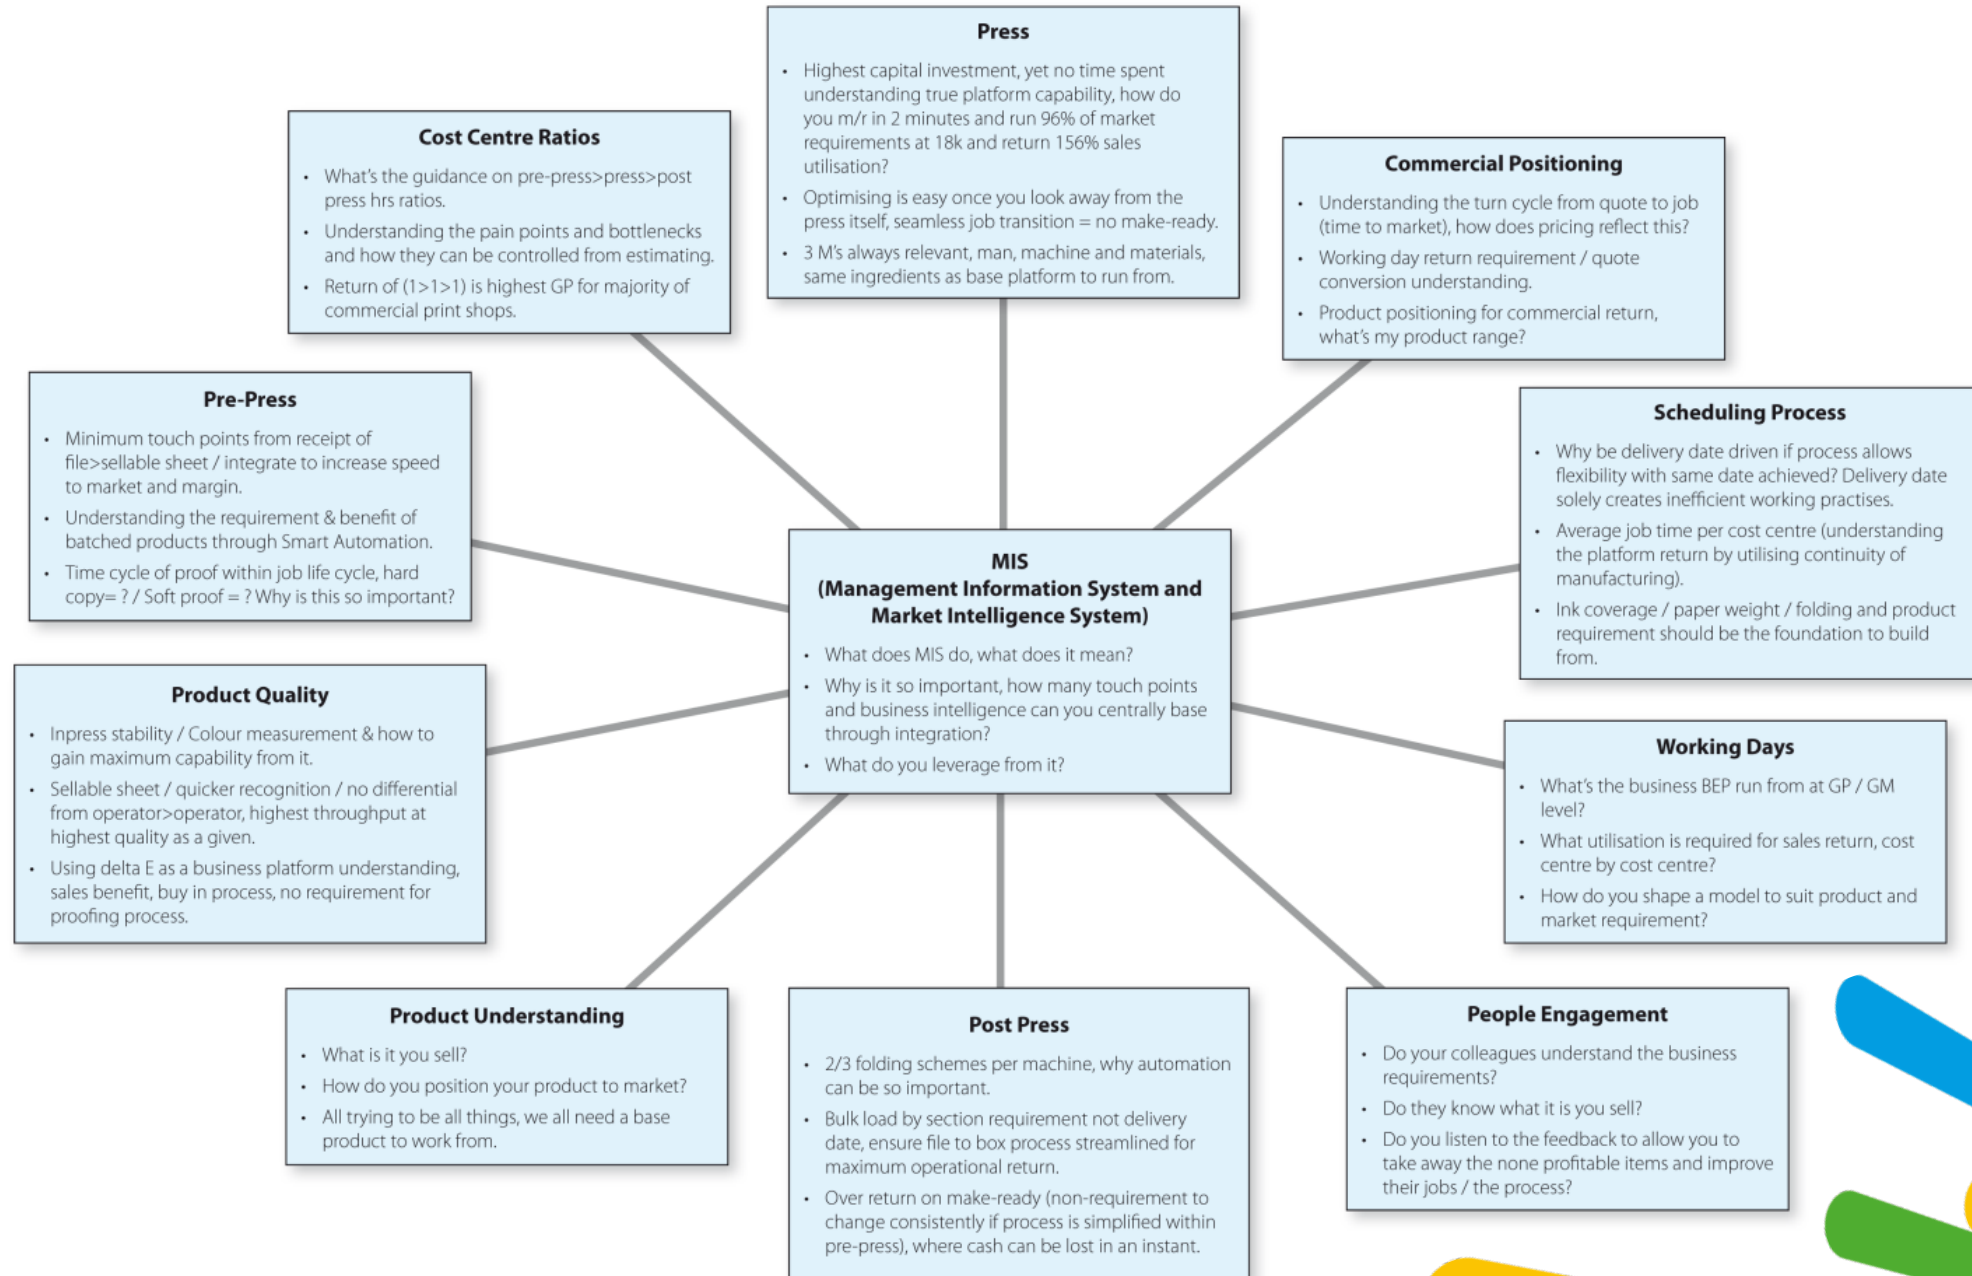 Press
• Highest capital investment, yet no time spent
understanding true platform capability, how do
you m/r in 2 minutes and run 96% of market
requirements at 18k and return 156% sales
utilisation?
• Optimising is easy once you look away from the
press itself, seamless job transition = no make-ready.
• 3 M's always relevant, man, machine and materials,
same ingredients as base platform to run from.
Cost Centre Ratios
• What's the guidance on pre-press>press>post
press hrs ratios.
• Understanding the pain points and bottlenecks
and how they can be controlled from estimating.
• Return of (1>1>1) is highest GP for majority of
commercial print shops.
Commercial Positioning
• Understanding the turn cycle from quote to job
(time to market), how does pricing reflect this?
• Working day return requirement / quote
conversion understanding.
• Product positioning for commercial return,
what's my product range?
Pre-Press
• Minimum touch points from receipt of
file>sellable sheet / integrate to increase speed
to market and margin.
• Understanding the requirement & benefit of
batched products through Smart Automation.
• Time cycle of proof within job life cycle, hard
copy= ? / Soft proof = ? Why is this so important?
Scheduling Process
• Why be delivery date driven if process allows
flexibility with same date achieved? Delivery date
solely creates inefficient working practises.
• Average job time per cost centre (understanding
the platform return by utilising continuity of
manufacturing).
• Ink coverage / paper weight / folding and product
requirement should be the foundation to build
from.
MIS
(Management Information System and
Market Intelligence System)
• What does MIS do, what does it mean?
• Why is it so important, how many touch points
and business intelligence can you centrally base
through integration?
• What do you leverage from it?
Product Quality
• Inpress stability / Colour measurement & how to
gain maximum capability from it.
• Sellable sheet / quicker recognition / no differential
from operator>operator, highest throughput at
highest quality as a given.
• Using delta E as a business platform understanding,
sales benefit, buy in process, no requirement for
proofing process.
Working Days
• What's the business BEP run from at GP / GM
level?
• What utilisation is required for sales return, cost
centre by cost centre?
• How do you shape a model to suit product and
market requirement?
Product Understanding
• What is it you sell?
• How do you position your product to market?
• All trying to be all things, we all need a base
product to work from.
Post Press
• 2/3 folding schemes per machine, why automation
can be so important.
• Bulk load by section requirement not delivery
date, ensure file to box process streamlined for
maximum operational return.
• Over return on make-ready (non-requirement to
change consistently if process is simplified within
pre-press), where cash can be lost in an instant.
People Engagement
• Do your colleagues understand the business
requirements?
• Do they know what it is you sell?
• Do you listen to the feedback to allow you to
take away the none profitable items and improve
their jobs / the process?